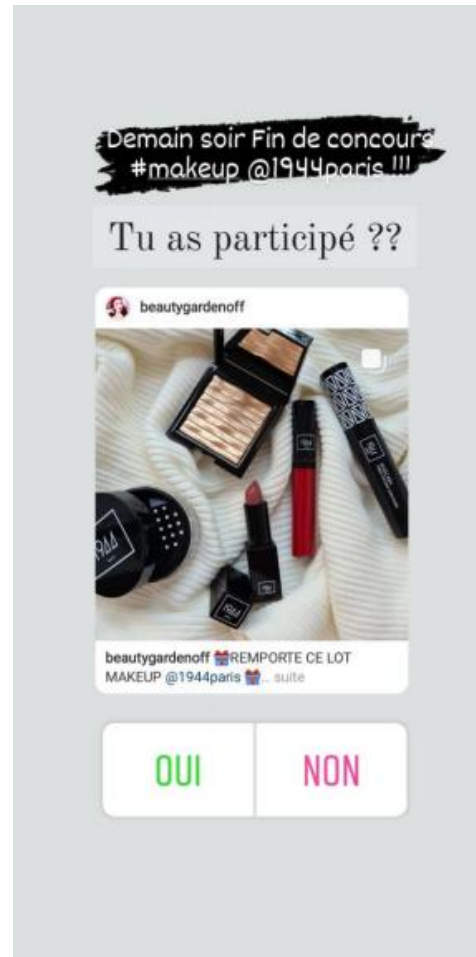 Demain soir Fin de concours
#makeup @1944paris !!!
Tu as participé ??
beautygardenoff
beautygardenoff 🎁REMPORTE CE LOT
MAKEUP @1944paris 🎁... suite
OUI
NON